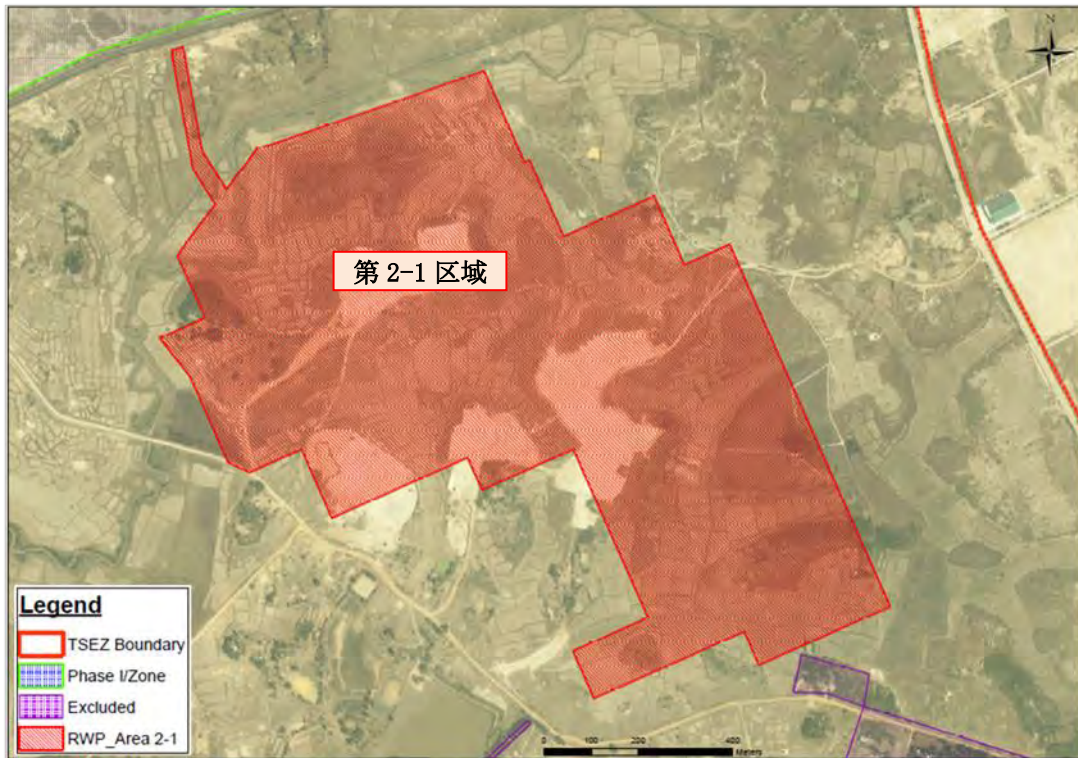 N
第 2-1 区域
Legend
TSEZ Boundary
Phase I/Zone
Excluded
RWP_Area 2-1
0 100 200 400
Meters